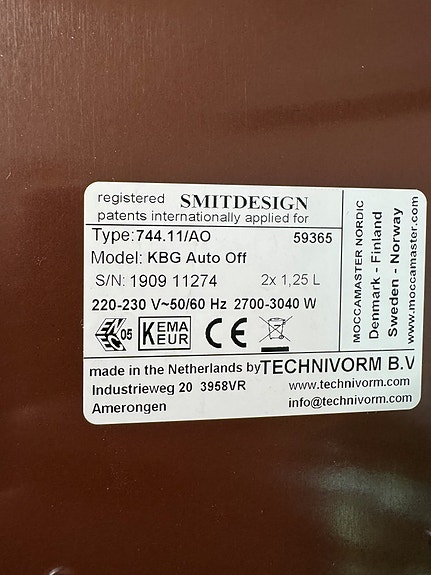 registered SMITDESIGN
patents internationally applied for
Type:744.11/AO 59365
Model: KBG Auto Off
S/N: 1909 11274 2x 1,25 L
220-230 V~50/60 Hz 2700-3040 W
ENEC 05 KEMA KEUR CE
made in the Netherlands by TECHNIVORM B.V
Industrieweg 20 3958VR www.technivorm.com
Amerongen info@technivorm.com
MOCCAMASTER NORDIC
Denmark - Finland
Sweden - Norway
www.moccamaster.com